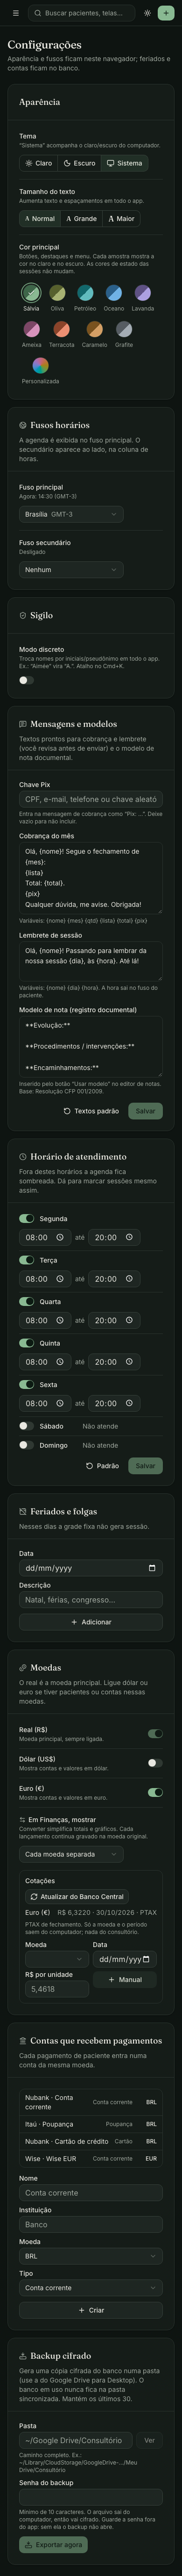 Buscar pacientes, telas...
Configurações
Aparência e fusos ficam neste navegador; feriados e
contas ficam no banco.
Aparência
Tema
“Sistema” acompanha o claro/escuro do computador.
Claro
Escuro
Sistema
Tamanho do texto
Aumenta texto e espaçamentos em todo o app.
A Normal
A Grande
A Maior
Cor principal
Botões, destaques e menu. Cada amostra mostra a
cor no claro e no escuro. As cores de estado das
sessões não mudam.
Sálvia
Oliva
Petróleo
Oceano
Lavanda
Ameixa
Terracota
Caramelo
Grafite
Personalizada
Fusos horários
A agenda é exibida no fuso principal. O
secundário aparece ao lado, na coluna de
horas.
Fuso principal
Agora: 14:30 (GMT-3)
Brasília GMT-3
Fuso secundário
Desligado
Nenhum
Sigilo
Modo discreto
Troca nomes por iniciais/pseudônimo em todo o app.
Ex.: “Aimée” vira “A.”. Atalho no Cmd+K.
Mensagens e modelos
Textos prontos para cobrança e lembrete
(você revisa antes de enviar) e o modelo de
nota documental.
Chave Pix
CPF, e-mail, telefone ou chave aleató
Entra na mensagem de cobrança como “Pix: ...”. Deixe
vazio para não incluir.
Cobrança do mês
Olá, {nome}! Segue o fechamento de
{mes}:
{lista}
Total: {total}.
{pix}
Qualquer dúvida, me avise. Obrigada!
Variáveis: {nome} {mes} {qtd} {lista} {total} {pix}
Lembrete de sessão
Olá, {nome}! Passando para lembrar da
nossa sessão {dia}, às {hora}. Até lá!
Variáveis: {nome} {dia} {hora}. A hora sai no fuso do
paciente.
Modelo de nota (registro documental)
**Evolução:**
**Procedimentos / intervenções:**
**Encaminhamentos:**
Inserido pelo botão “Usar modelo” no editor de notas.
Base: Resolução CFP 001/2009.
Textos padrão
Salvar
Horário de atendimento
Fora destes horários a agenda fica
sombreada. Dá para marcar sessões mesmo
assim.
Segunda
08:00 até 20:00
Terça
08:00 até 20:00
Quarta
08:00 até 20:00
Quinta
08:00 até 20:00
Sexta
08:00 até 20:00
Sábado Não atende
Domingo Não atende
Padrão
Salvar
Feriados e folgas
Nesses dias a grade fixa não gera sessão.
Data
dd/mm/yyyy
Descrição
Natal, férias, congresso...
+ Adicionar
Moedas
O real é a moeda principal. Ligue dólar ou
euro se tiver pacientes ou contas nessas
moedas.
Real (R$)
Moeda principal, sempre ligada.
Dólar (US$)
Mostra contas e valores em dólar.
Euro (€)
Mostra contas e valores em euro.
Em Finanças, mostrar
Converter simplifica totais e gráficos. Cada
lançamento continua gravado na moeda original.
Cada moeda separada
Cotações
Atualizar do Banco Central
Euro (€) R$ 6,3220 · 30/10/2026 · PTAX
PTAX de fechamento. Só a moeda e o período
saem do computador; nada do consultório.
Moeda
Data
dd/mm/yyyy
R$ por unidade
5,4618
+ Manual
Contas que recebem pagamentos
Cada pagamento de paciente entra numa
conta da mesma moeda.
Nubank · Conta
corrente
Conta corrente BRL
Itaú · Poupança Poupança BRL
Nubank · Cartão de crédito Cartão BRL
Wise · Wise EUR Conta corrente EUR
Nome
Conta corrente
Instituição
Banco
Moeda
BRL
Tipo
Conta corrente
+ Criar
Backup cifrado
Gera uma cópia cifrada do banco numa pasta
(use a do Google Drive para Desktop). O
banco em uso nunca fica na pasta
sincronizada. Mantém os últimos 30.
Pasta
~/Google Drive/Consultório
Ver
Caminho completo. Ex.:
~/Library/CloudStorage/GoogleDrive-.../Meu
Drive/Consultório
Senha do backup
Mínimo de 10 caracteres. O arquivo sai do
computador, então vai cifrado. Guarde a senha fora
do app: sem ela o backup não abre.
Exportar agora